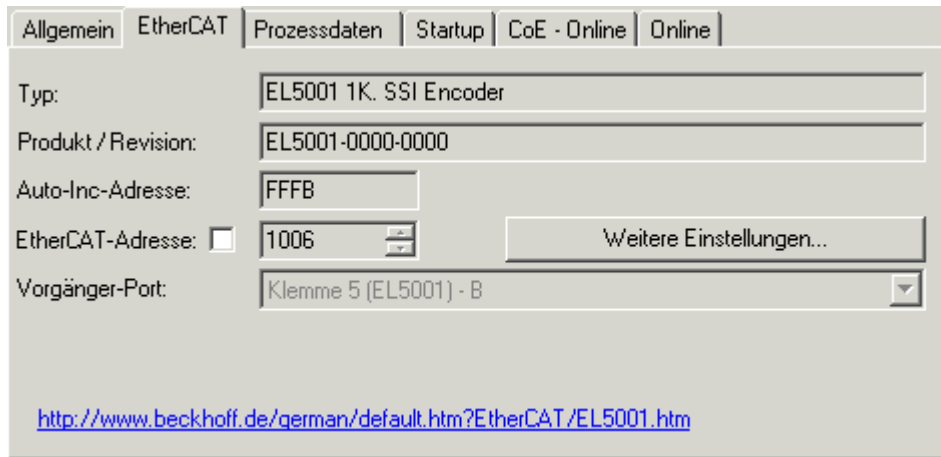 Allgemein EtherCAT Prozessdaten Startup CoE - Online Online
Typ: EL5001 1K. SSI Encoder
Produkt / Revision: EL5001-0000-0000
Auto-Inc-Adresse: FFFB
EtherCAT-Adresse: 1006 Weitere Einstellungen...
Vorgänger-Port: Klemme 5 (EL5001) - B
http://www.beckhoff.de/german/default.htm?EtherCAT/EL5001.htm